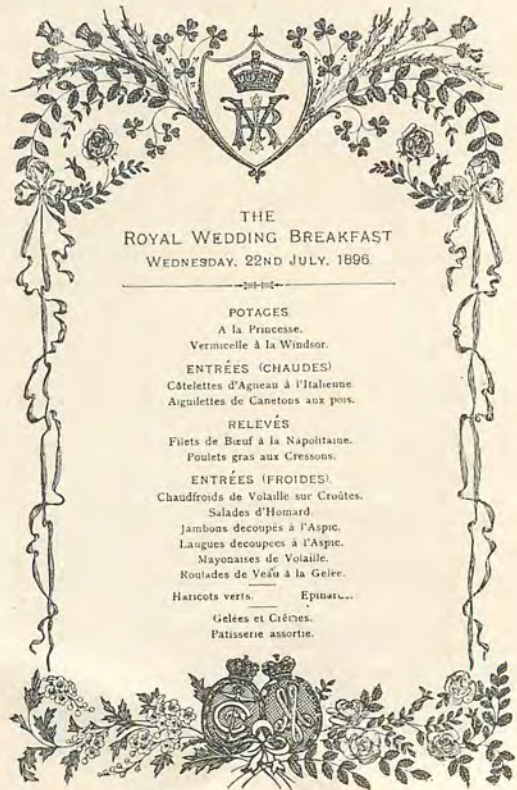 THE
ROYAL WEDDING BREAKFAST
WEDNESDAY, 22ND JULY, 1896.
POTAGES
A la Princesse.
Vermicelle à la Windsor.
ENTRÉES (CHAUDES)
Côtelettes d'Agneau à l'Italienne
Aiguilettes de Canetons aux pois.
RELEVÉS
Filets de Bœuf à la Napolitaine.
Poulets gras aux Cressons.
ENTRÉES (FROIDES).
Chaudfroids de Volaille sur Croûtes.
Salades d'Homard.
Jambons decoupés à l'Aspic.
Langues decoupées à l'Aspic.
Mayonaises de Volaille.
Roulades de Veau à la Gelée.
Haricots verts.
Gelées et Crêmes.
Patisserie assortie.